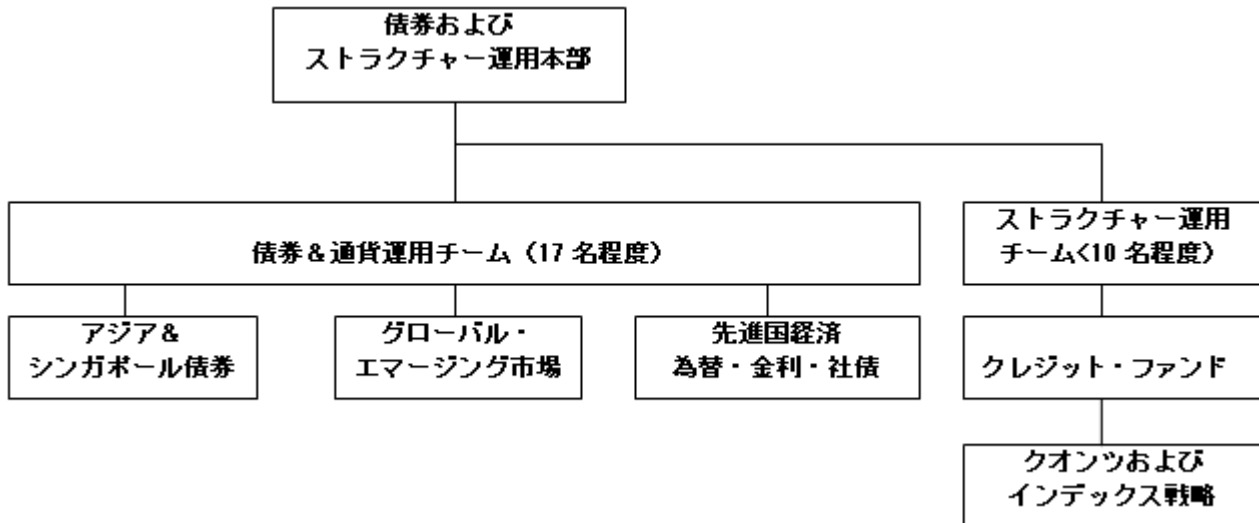 債券および
ストラクチャー運用本部
債券＆通貨運用チーム（17 名程度）
ストラクチャー運用
チーム<10 名程度）
アジア＆
シンガポール債券
グローバル・
エマージング市場
先進国経済
為替・金利・社債
クレジット・ファンド
クオンツおよび
インデックス戦略